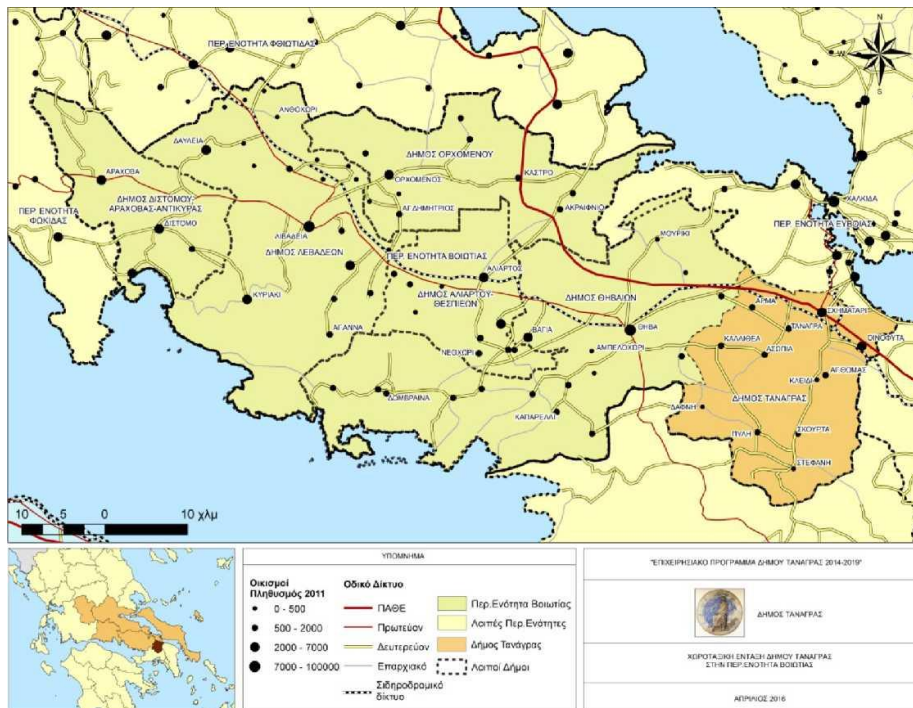 ΠΕΡ. ΕΝΟΤΗΤΑ ΦΘΙΩΤΙΔΑΣ
N
W
E
S
ΑΝΘΟΧΩΡΙ
ΔΑΥΛΕΙΑ
ΔΗΜΟΣ ΟΡΧΟΜΕΝΟΥ
ΑΡΑΧΟΒΑ
ΟΡΧΟΜΕΝΟΣ
ΚΑΣΤΡΟ
ΔΗΜΟΣ ΔΙΣΤΟΜΟΥ-
ΑΡΑΧΟΒΑΣ-ΑΝΤΙΚΥΡΑΣ
ΠΕΡ. ΕΝΟΤΗΤΑ
ΦΩΚΙΔΑΣ
ΑΓ.ΔΗΜΗΤΡΙΟΣ
ΑΚΡΑΙΦΝΙΟ
ΧΑΛΚΙΔΑ
ΔΙΣΤΟΜΟ
ΛΙΒΑΔΕΙΑ
ΠΕΡ. ΕΝΟΤΗΤΑ ΕΥΒΟΙΑΣ
ΜΟΥΡΙΚΙ
ΔΗΜΟΣ ΛΕΒΑΔΕΩΝ
ΠΕΡ. ΕΝΟΤΗΤΑ ΒΟΙΩΤΙΑΣ
ΑΛΙΑΡΤΟΣ
ΚΥΡΙΑΚΙ
ΔΗΜΟΣ ΑΛΙΑΡΤΟΥ-
ΘΕΣΠΙΕΩΝ
ΔΗΜΟΣ ΘΗΒΑΙΩΝ
ΑΡΜΑ
ΣΧΗΜΑΤΑΡΙ
ΑΓ.ΑΝΝΑ
ΒΑΓΙΑ
ΘΗΒΑ
ΤΑΝΑΓΡΑ
ΟΙΝΟΦΥΤΑ
ΝΕΟΧΩΡΙ
ΑΜΠΕΛΟΧΩΡΙ
ΚΑΛΛΙΘΕΑ
ΑΣΩΠΙΑ
ΚΛΕΙΔΙ
ΑΓ.ΘΩΜΑΣ
ΔΟΜΒΡΑΙΝΑ
ΚΑΠΑΡΕΛΛΙ
ΔΑΦΝΗ
ΔΗΜΟΣ ΤΑΝΑΓΡΑΣ
ΠΥΛΗ
ΣΚΟΥΡΤΑ
ΣΤΕΦΑΝΗ
10 5 0 10 χλμ
ΥΠΟΜΝΗΜΑ
Οικισμοί
Πληθυσμός 2011
0 - 500
500 - 2000
2000 - 7000
7000 - 100000
Οδικό Δίκτυο
ΠΑΘΕ
Πρωτεύον
Δευτερεύον
Επαρχιακό
Σιδηροδρομικό
δίκτυο
Περ.Ενότητα Βοιωτίας
Λοιπές Περ.Ενότητες
Δήμος Τανάγρας
Λοιποί Δήμοι
"ΕΠΙΧΕΙΡΗΣΙΑΚΟ ΠΡΟΓΡΑΜΜΑ ΔΗΜΟΥ ΤΑΝΑΓΡΑΣ 2014-2019"
ΔΗΜΟΣ ΤΑΝΑΓΡΑΣ
ΧΩΡΟΤΑΞΙΚΗ ΕΝΤΑΞΗ ΔΗΜΟΥ ΤΑΝΑΓΡΑΣ
ΣΤΗΝ ΠΕΡ.ΕΝΟΤΗΤΑ ΒΟΙΩΤΙΑΣ
ΑΠΡΙΛΙΟΣ 2016